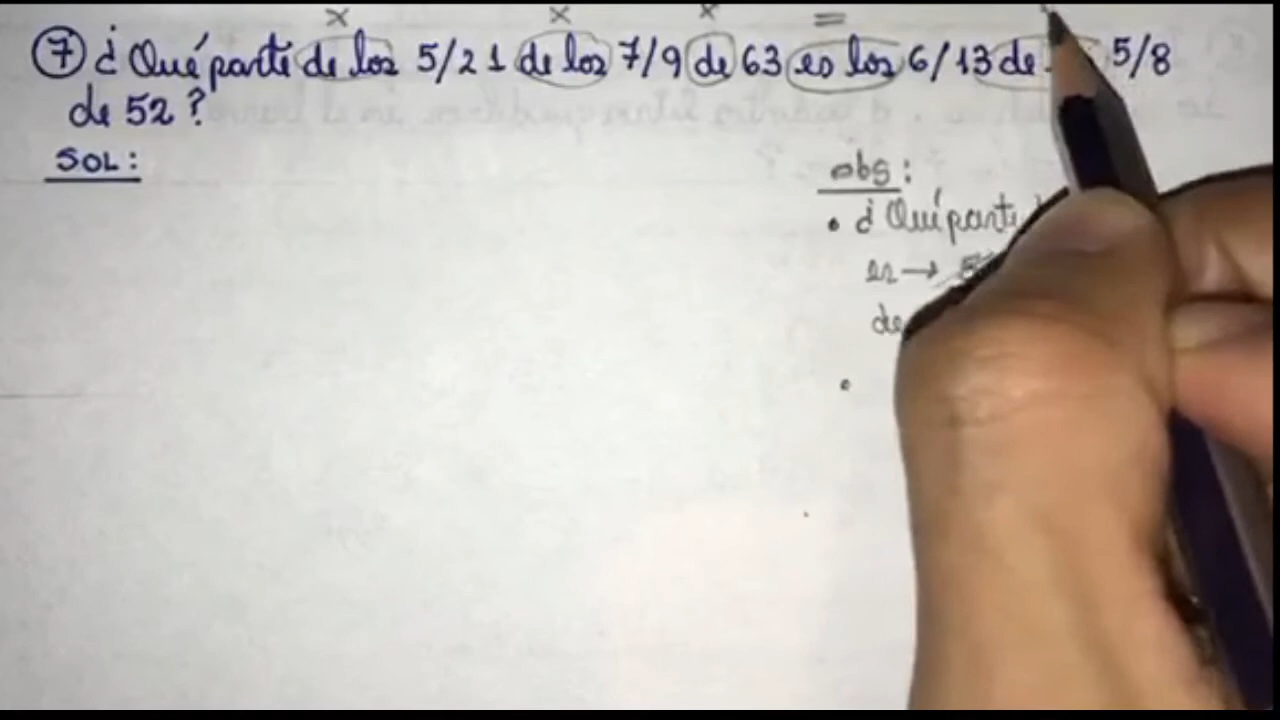 x x x =
⑦ ¿Qué parte de los 5/21 de los 7/9 de 63 es los 6/13 de 5/8
de 52?
SOL:
obs:
• ¿Qué parte
es →
de
•